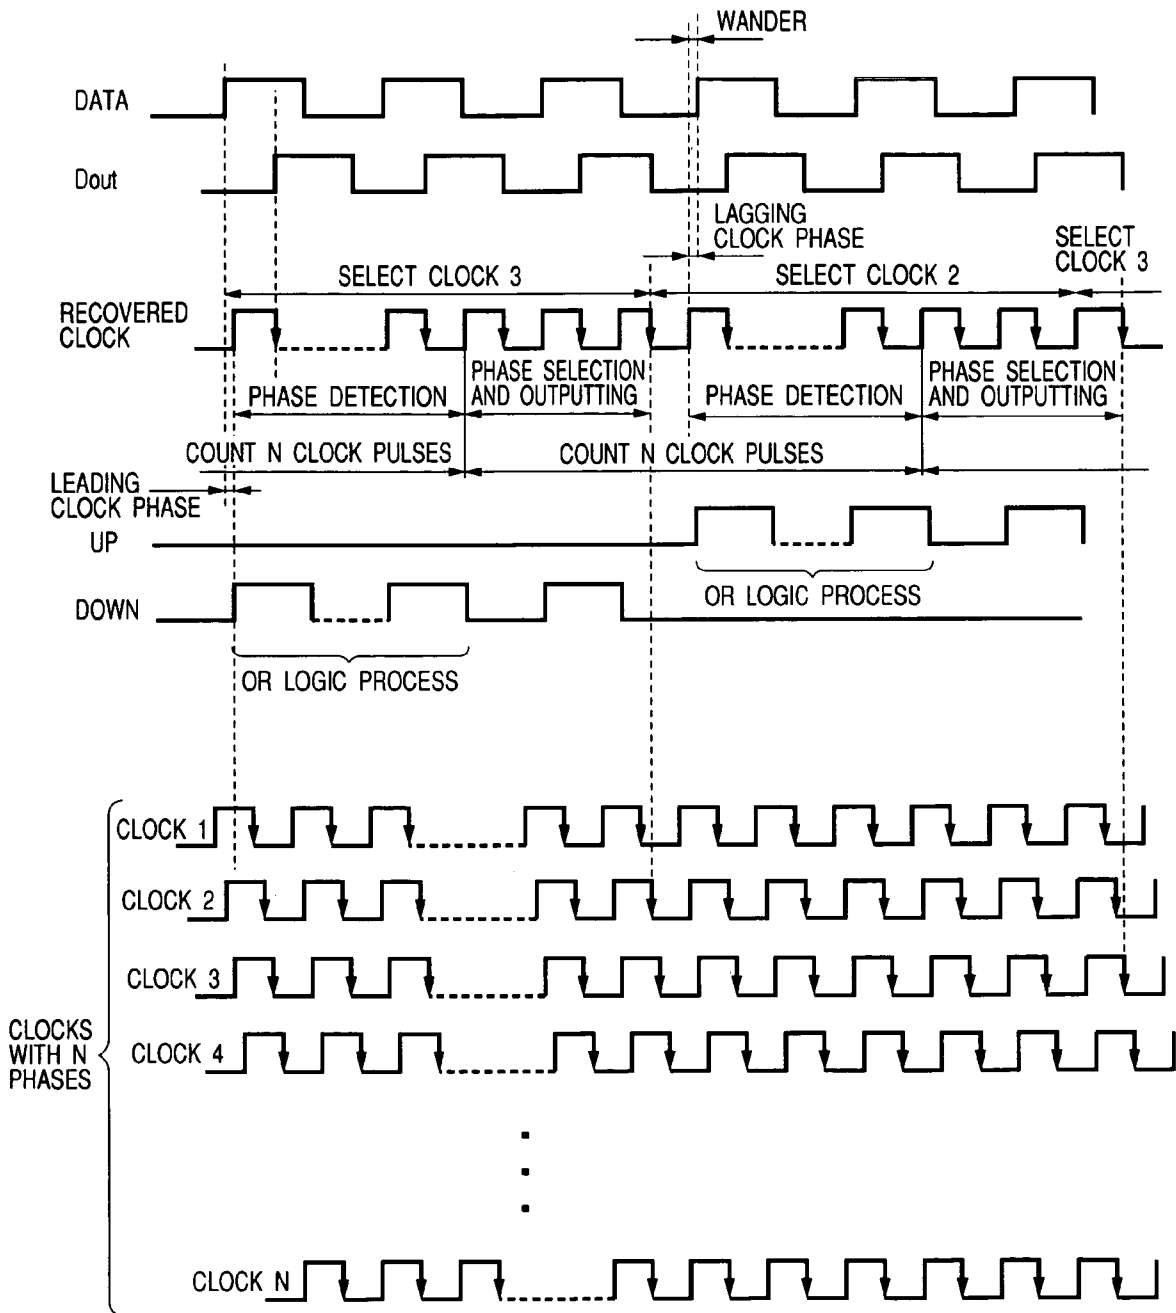 WANDER
DATA
Dout
LAGGING
CLOCK PHASE
SELECT
CLOCK 3
SELECT CLOCK 3
SELECT CLOCK 2
RECOVERED
CLOCK
PHASE DETECTION
PHASE SELECTION
AND OUTPUTTING
PHASE DETECTION
PHASE SELECTION
AND OUTPUTTING
COUNT N CLOCK PULSES
COUNT N CLOCK PULSES
LEADING
CLOCK PHASE
UP
OR LOGIC PROCESS
DOWN
OR LOGIC PROCESS
CLOCK 1
CLOCK 2
CLOCK 3
CLOCKS
WITH N
PHASES
CLOCK 4
CLOCK N